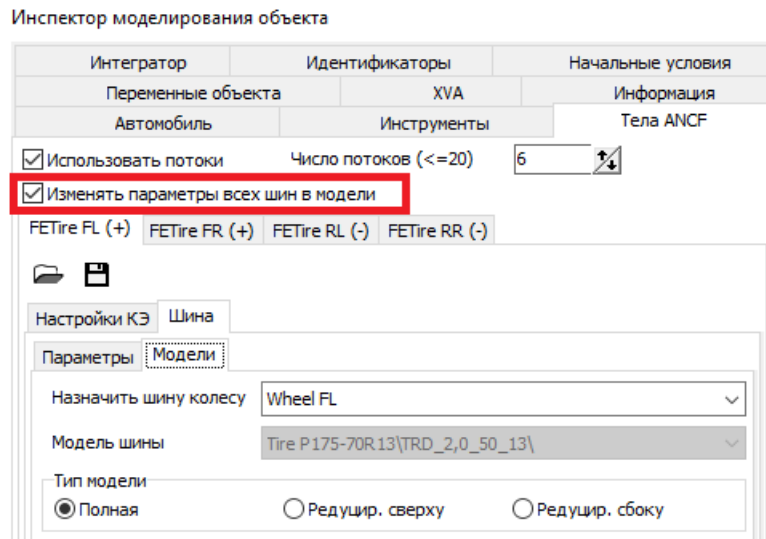 Инспектор моделирования объекта
Интегратор Идентификаторы Начальные условия
Переменные объекта XVA Информация
Автомобиль Инструменты Тела ANCF
Использовать потоки Число потоков (<=20) 6
Изменять параметры всех шин в модели
FETire FL (+) FETire FR (+) FETire RL (-) FETire RR (-)
Настройки КЭ Шина
Параметры Модели
Назначить шину колесу Wheel FL
Модель шины Tire P175-70R13\TRD_2,0_50_13\
Тип модели
Полная Редуцир. сверху Редуцир. сбоку